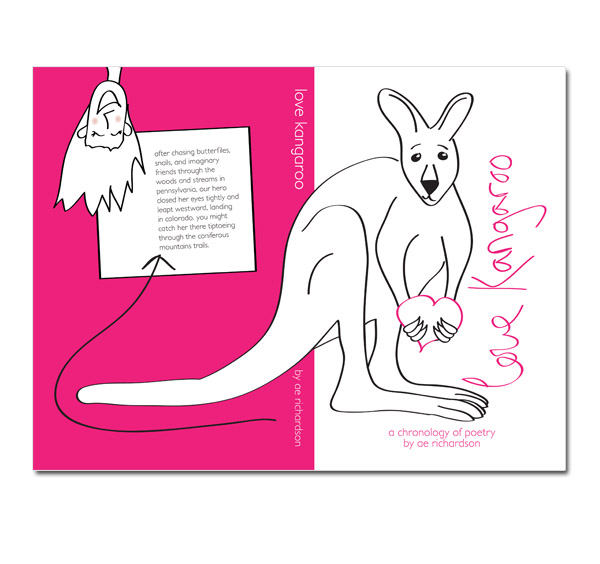 after chasing butterflies,
snails, and imaginary
friends through the
woods and streams in
pennsylvania, our hero
closed her eyes tightly and
leapt westward, landing
in colorado. you might
catch her there tiptoeing
through the coniferous
mountains trails.
love kangaroo
by ae richardson
Love Kangaroo
a chronology of poetry
by ae richardson